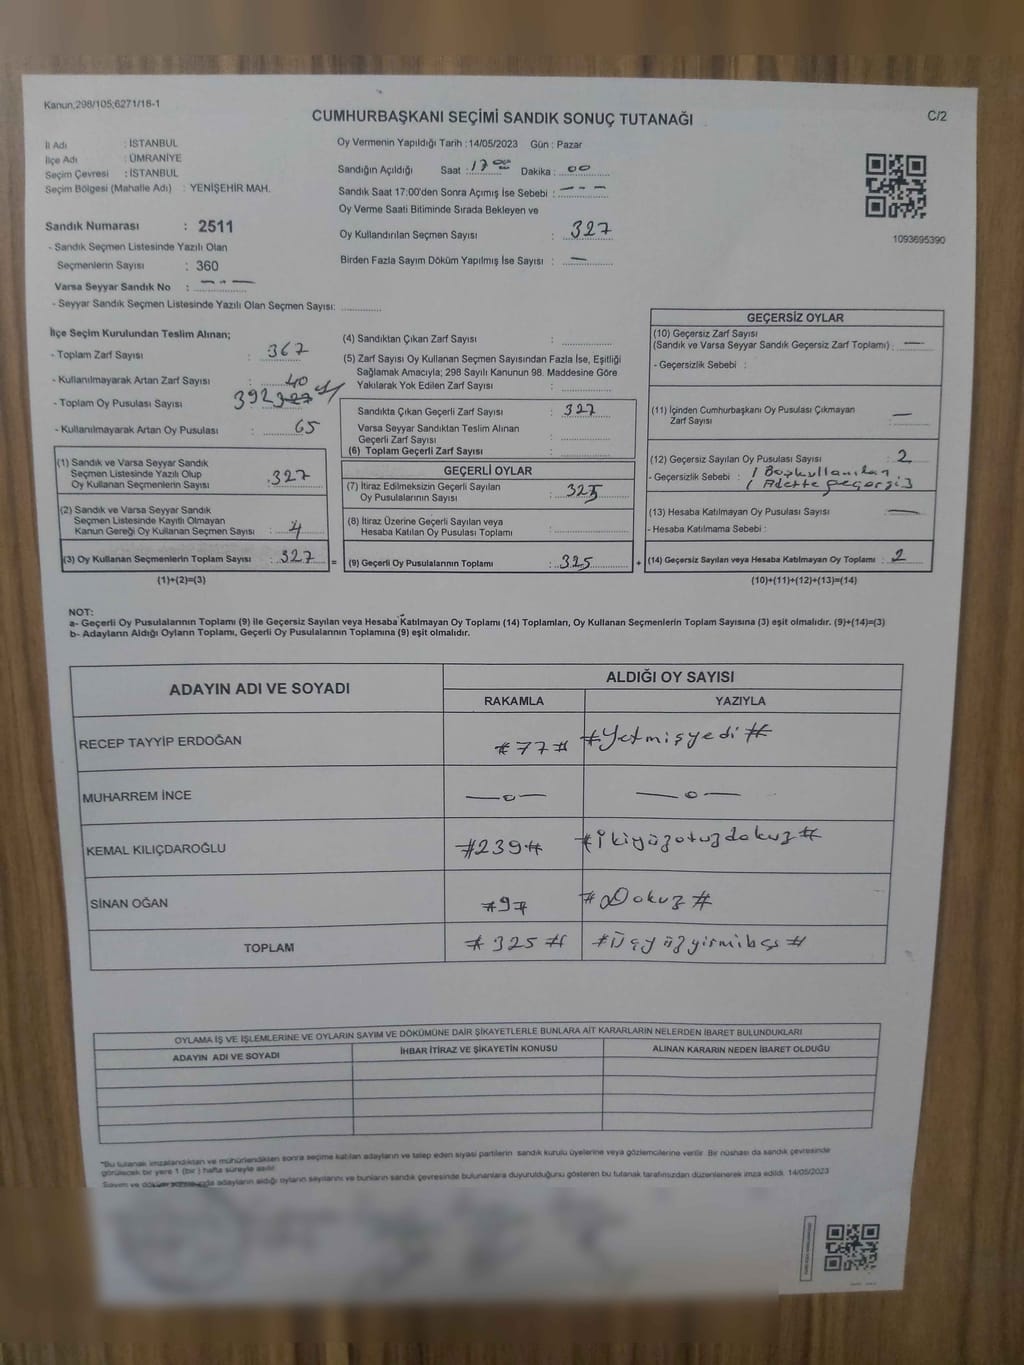 Kanun;298/105;6271/18-1
CUMHURBAŞKANI SEÇİMİ SANDIK SONUÇ TUTANAĞI
C/2
İl Adı : İSTANBUL
İlçe Adı : ÜMRANİYE
Seçim Çevresi : İSTANBUL
Seçim Bölgesi (Mahalle Adı) : YENİŞEHİR MAH.
Sandık Numarası : 2511
- Sandık Seçmen Listesinde Yazılı Olan
Seçmenlerin Sayısı : 360
Varsa Seyyar Sandık No : - - -
- Seyyar Sandık Seçmen Listesinde Yazılı Olan Seçmen Sayısı:
Oy Vermenin Yapıldığı Tarih :14/05/2023 Gün : Pazar
Sandığın Açıldığı Saat : 17 00 Dakika : 00
Sandık Saat 17:00'den Sonra Açımış İse Sebebi : - - -
Oy Verme Saati Bitiminde Sırada Bekleyen ve
Oy Kullandırılan Seçmen Sayısı : 327
Birden Fazla Sayım Döküm Yapılmış İse Sayısı : —
1093695390
İlçe Seçim Kurulundan Teslim Alınan;
- Toplam Zarf Sayısı : 367
- Kullanılmayarak Artan Zarf Sayısı : 40
- Toplam Oy Pusulası Sayısı : 392
- Kullanılmayarak Artan Oy Pusulası : 65
(1) Sandık ve Varsa Seyyar Sandık
Seçmen Listesinde Yazılı Olup
Oy Kullanan Seçmenlerin Sayısı : 327
(2) Sandık ve Varsa Seyyar Sandık
Seçmen Listesinde Kayıtlı Olmayan
Kanun Gereği Oy Kullanan Seçmen Sayısı : 4
(3) Oy Kullanan Seçmenlerin Toplam Sayısı : 327
(1)+(2)=(3)
(4) Sandıktan Çıkan Zarf Sayısı :
(5) Zarf Sayısı Oy Kullanan Seçmen Sayısından Fazla İse, Eşitliği
Sağlamak Amacıyla; 298 Sayılı Kanunun 98. Maddesine Göre
Yakılarak Yok Edilen Zarf Sayısı :
Sandıkta Çıkan Geçerli Zarf Sayısı : 327
Varsa Seyyar Sandıktan Teslim Alınan
Geçerli Zarf Sayısı :
(6) Toplam Geçerli Zarf Sayısı :
GEÇERLİ OYLAR
(7) İtiraz Edilmeksizin Geçerli Sayılan
Oy Pusulalarının Sayısı : 325
(8) İtiraz Üzerine Geçerli Sayılan veya
Hesaba Katılan Oy Pusulası Toplamı :
= (9) Geçerli Oy Pusulalarının Toplamı : 325
GEÇERSİZ OYLAR
(10) Geçersiz Zarf Sayısı
(Sandık ve Varsa Seyyar Sandık Geçersiz Zarf Toplamı) : —
- Geçersizlik Sebebi :
(11) İçinden Cumhurbaşkanı Oy Pusulası Çıkmayan
Zarf Sayısı : —
(12) Geçersiz Sayılan Oy Pusulası Sayısı : 2
- Geçersizlik Sebebi : 1 Boşkullanılan
1 Adette geçersiz
(13) Hesaba Katılmayan Oy Pusulası Sayısı : —
- Hesaba Katılmama Sebebi :
+ (14) Geçersiz Sayılan veya Hesaba Katılmayan Oy Toplamı : 2
(10)+(11)+(12)+(13)=(14)
NOT:
a- Geçerli Oy Pusulalarının Toplamı (9) ile Geçersiz Sayılan veya Hesaba Katılmayan Oy Toplamı (14) Toplamları, Oy Kullanan Seçmenlerin Toplam Sayısına (3) eşit olmalıdır. (9)+(14)=(3)
b- Adayların Aldığı Oyların Toplamı, Geçerli Oy Pusulalarının Toplamına (9) eşit olmalıdır.
ADAYIN ADI VE SOYADI ALDIĞI OY SAYISI
RAKAMLA YAZIYLA
RECEP TAYYİP ERDOĞAN #77# #Yetmişyedi#
MUHARREM İNCE —o— —o—
KEMAL KILIÇDAROĞLU #239# #ikiyüzotuzdokuz#
SİNAN OĞAN #9# #Dokuz#
TOPLAM #325# #Üçyüzyirmibeş#
OYLAMA İŞ VE İŞLEMLERİNE VE OYLARIN SAYIM VE DÖKÜMÜNE DAİR ŞİKAYETLERLE BUNLARA AİT KARARLARIN NELERDEN İBARET BULUNDUKLARI
ADAYIN ADI VE SOYADI İHBAR İTİRAZ VE ŞİKAYETİN KONUSU ALINAN KARARIN NEDEN İBARET OLDUĞU
"Bu tutanak imzalandıktan ve mühürlendikten sonra seçime katılan adayların ve talep eden siyasi partilerin sandık kurulu üyelerine veya gözlemcilerine verilir. Bir nüshası da sandık çevresinde
görülecek bir yere 1 (bir) hafta süreyle asılır.
Sayım ve döküm sonucunda adayların aldığı oyların sayılarını ve bunların sandık çevresinde bulunanlara duyurulduğunu gösteren bu tutanak tarafımızdan düzenlenerek imza edildi. 14/05/2023